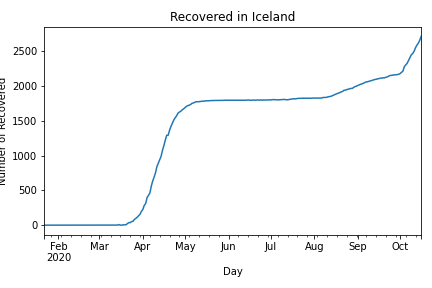 Recovered in Iceland
Number of Recovered
2500
2000
1500
1000
500
0
Feb Mar Apr May Jun Jul Aug Sep Oct
2020
Day